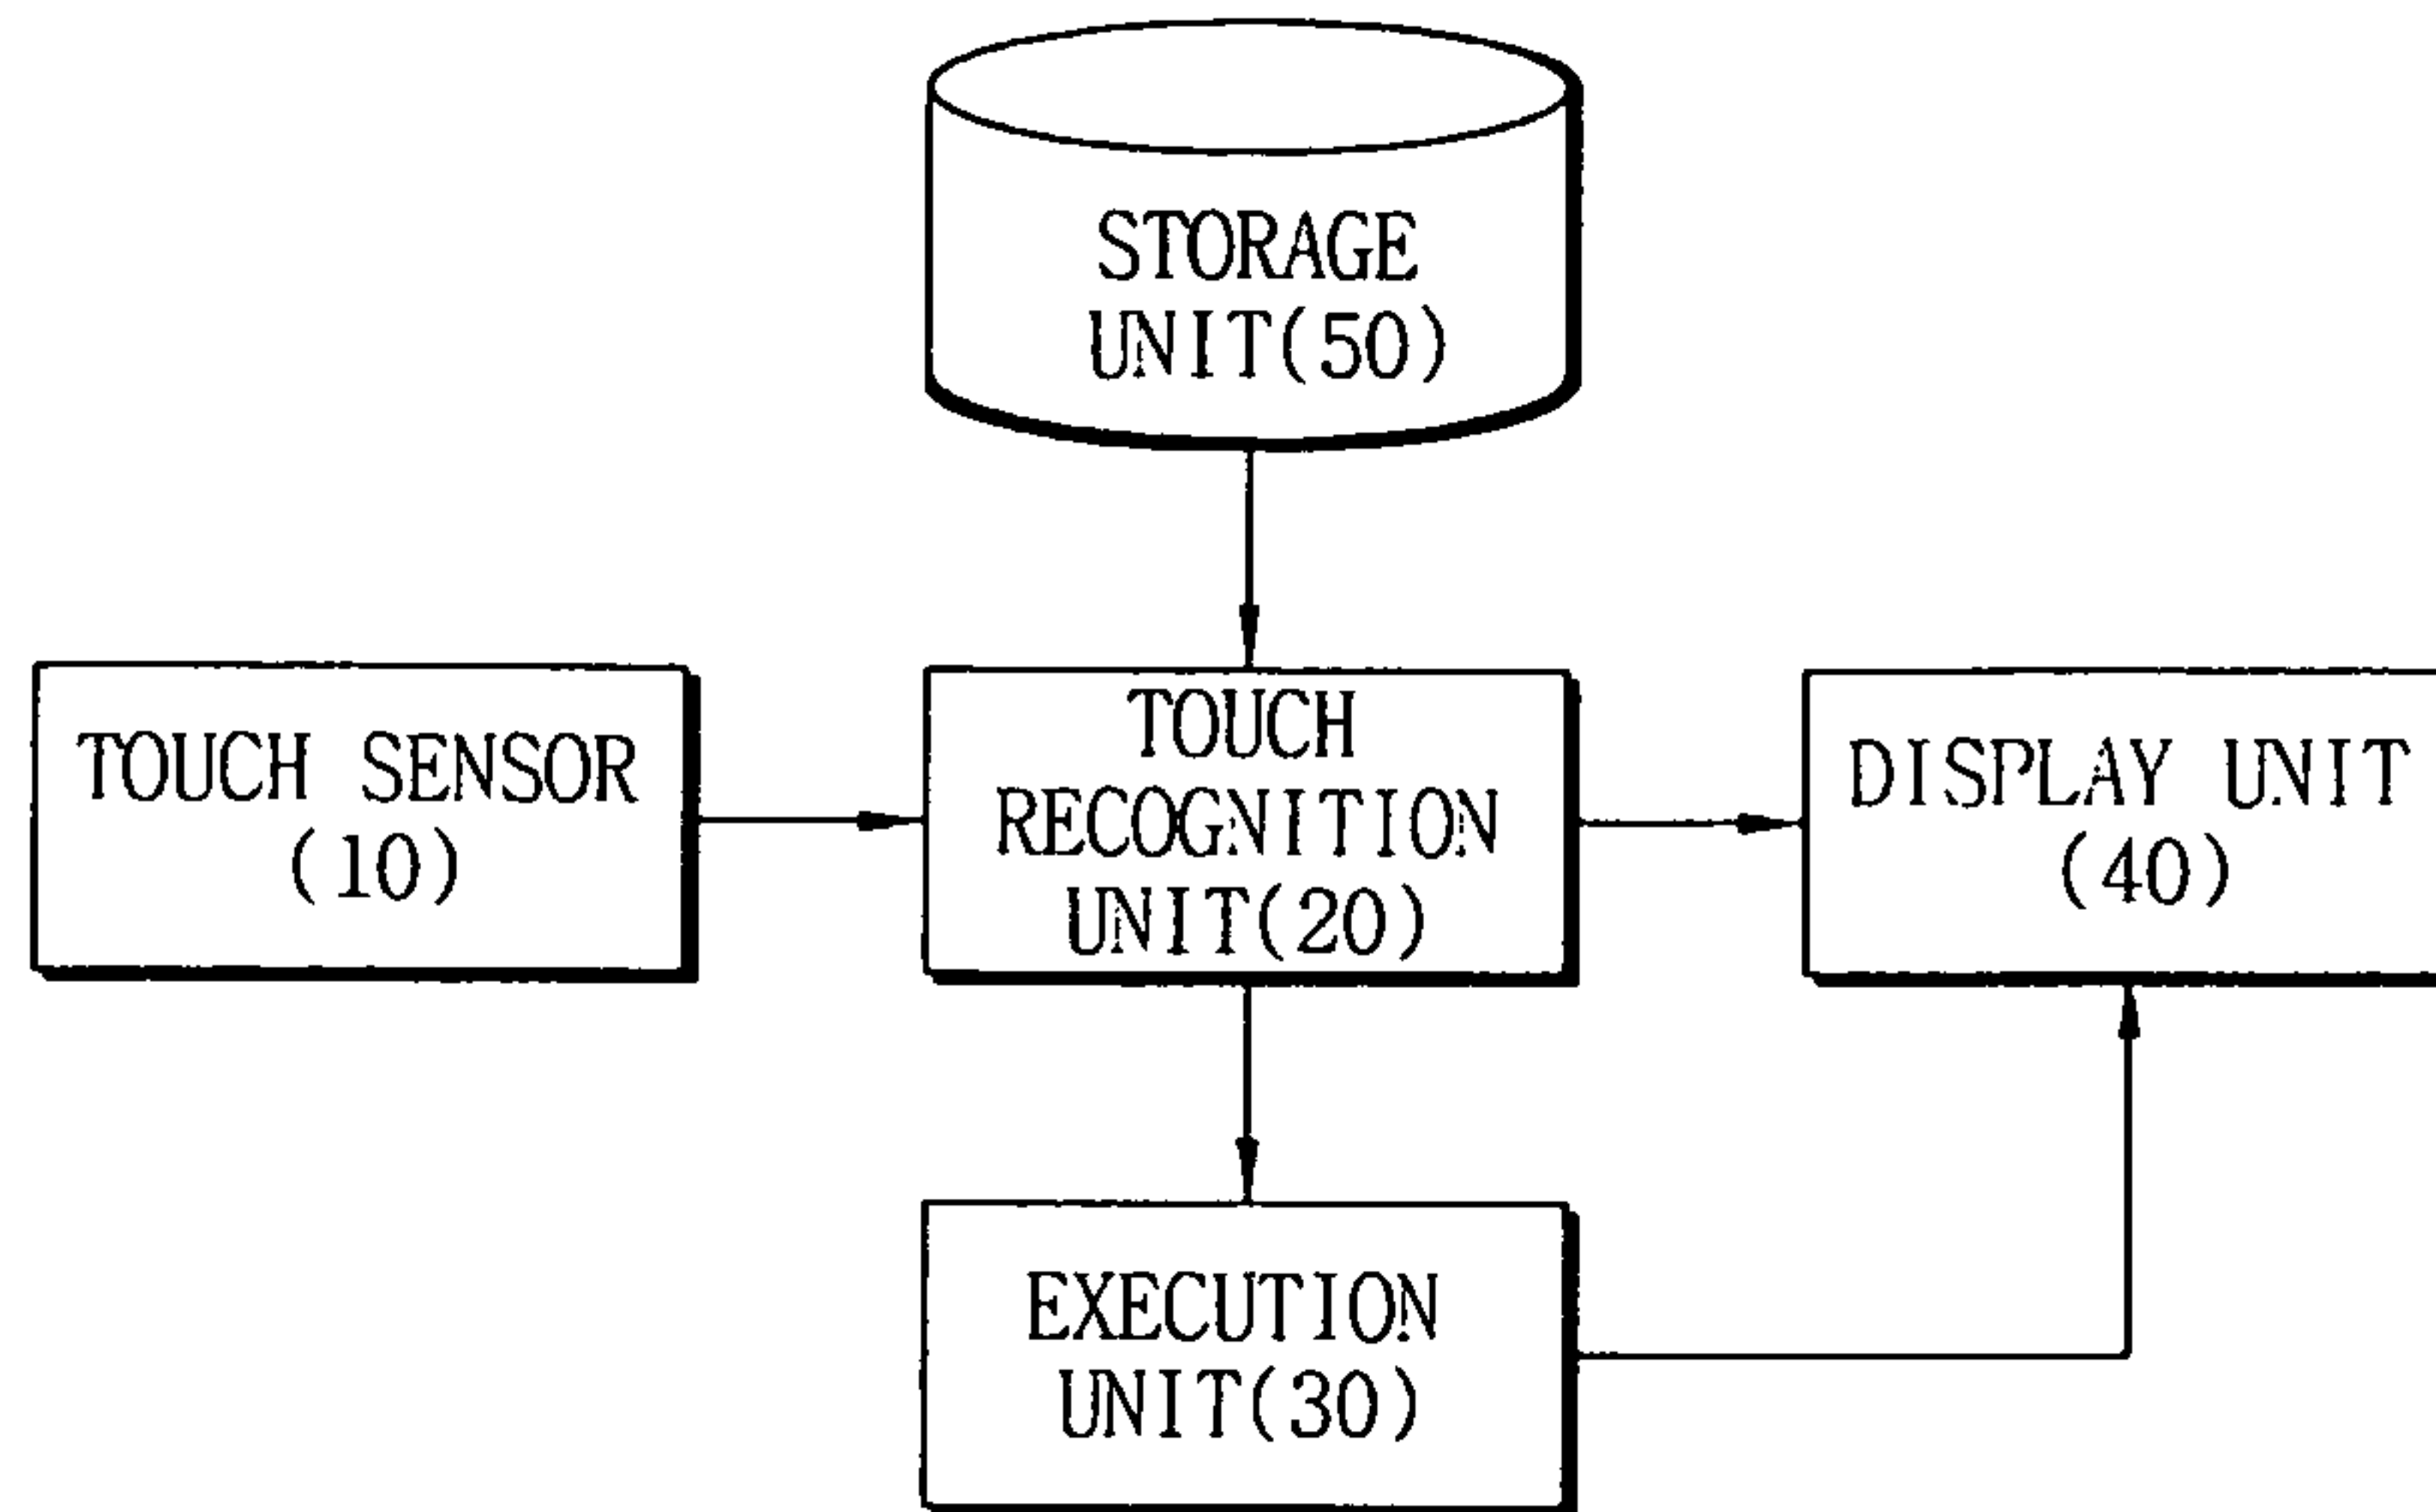 STORAGE
UNIT(50)
TOUCH SENSOR
(10)
TOUCH
RECOGNITION
UNIT(20)
DISPLAY UNIT
(40)
EXECUTION
UNIT(30)